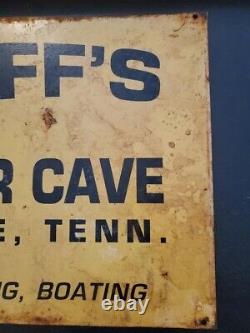 FF'S
R CAVE
E, TENN.
NG, BOATING